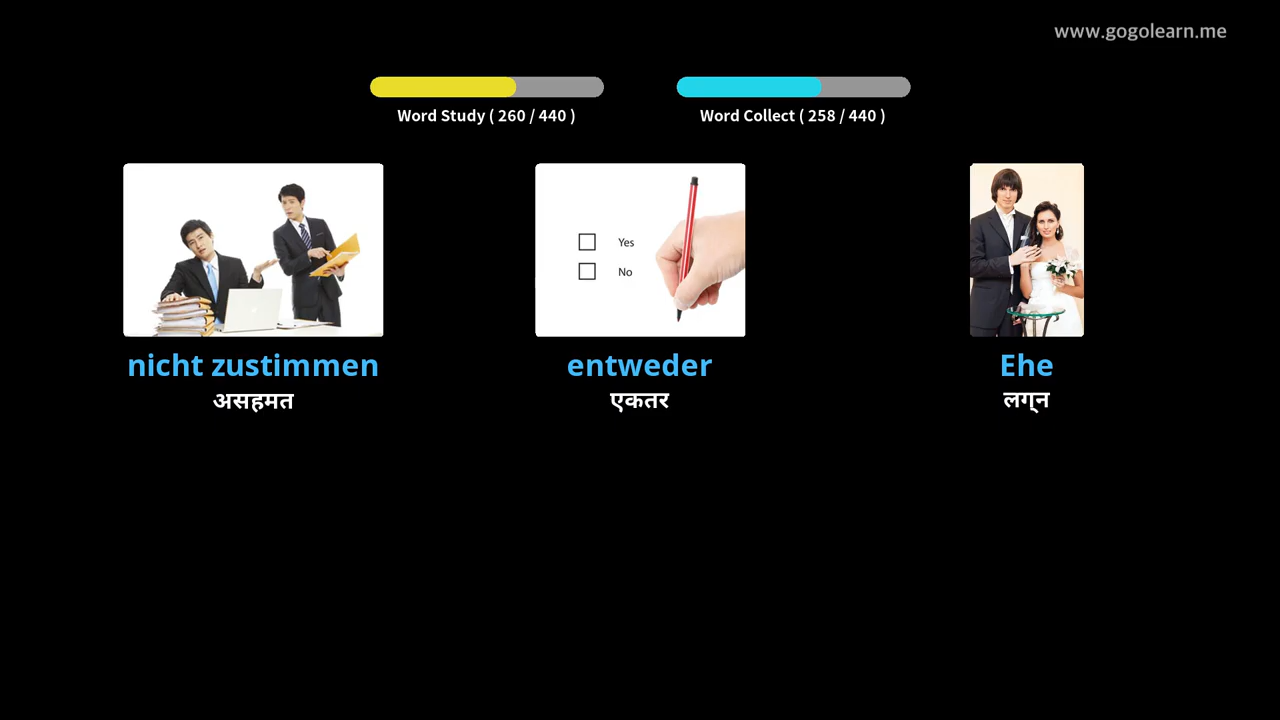 www.gogolearn.me
Word Study ( 260 / 440 )
Word Collect ( 258 / 440 )
Yes
No
nicht zustimmen
entweder
Ehe
असहमत
एकतर
लग्न